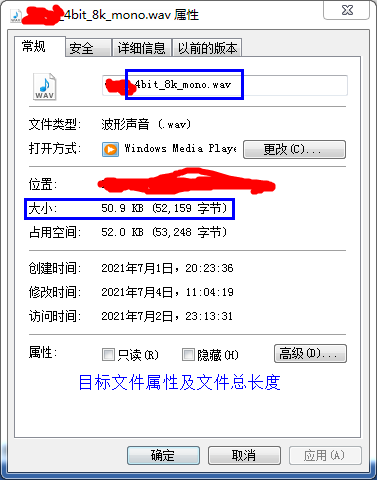 _4bit_8k_mono.wav 属性
常规 安全 详细信息 以前的版本
WAV
_4bit_8k_mono.wav
文件类型: 波形声音 (.wav)
打开方式: Windows Media Playe 更改(C)...
位置:
大小: 50.9 KB (52,159 字节)
占用空间: 52.0 KB (53,248 字节)
创建时间: 2021年7月1日，20:23:36
修改时间: 2021年7月4日，11:04:19
访问时间: 2021年7月2日，23:13:31
属性: 只读(R) 隐藏(H) 高级(D)...
目标文件属性及文件总长度
确定 取消 应用(A)